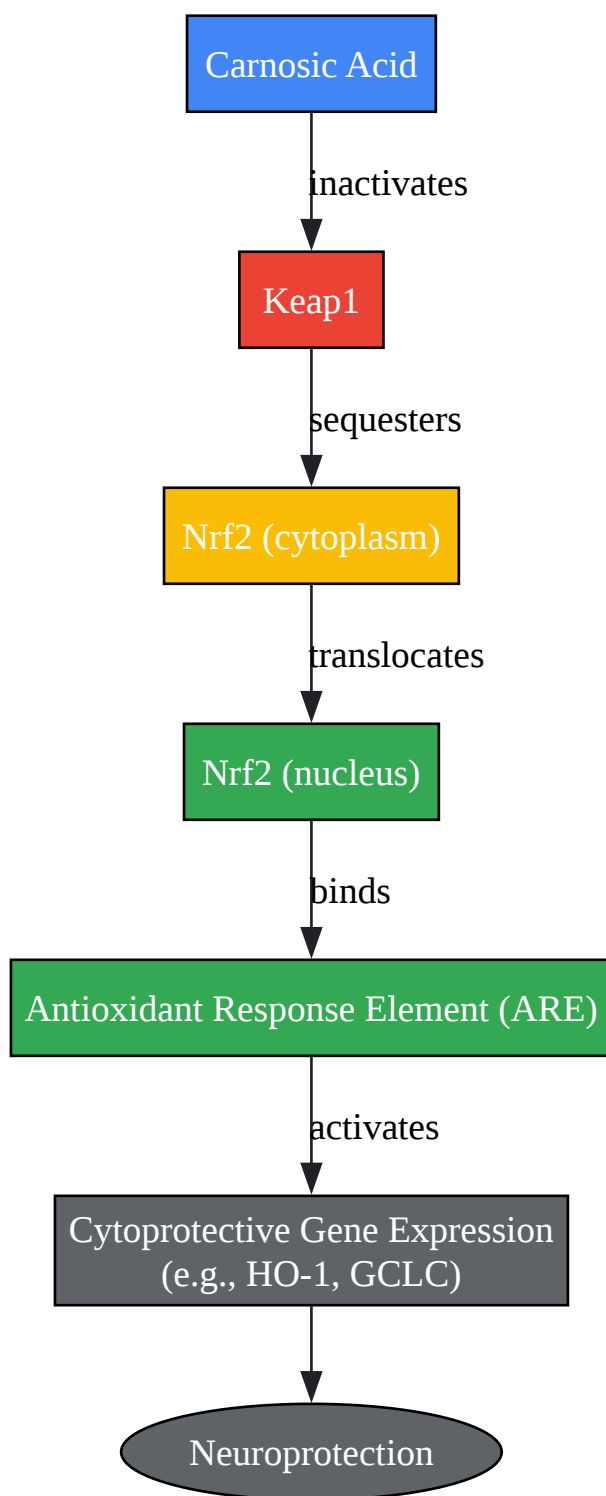 Carnosic Acid
inactivates
Keap1
sequesters
Nrf2 (cytoplasm)
translocates
Nrf2 (nucleus)
binds
Antioxidant Response Element (ARE)
activates
Cytoprotective Gene Expression
(e.g., HO-1, GCLC)
Neuroprotection